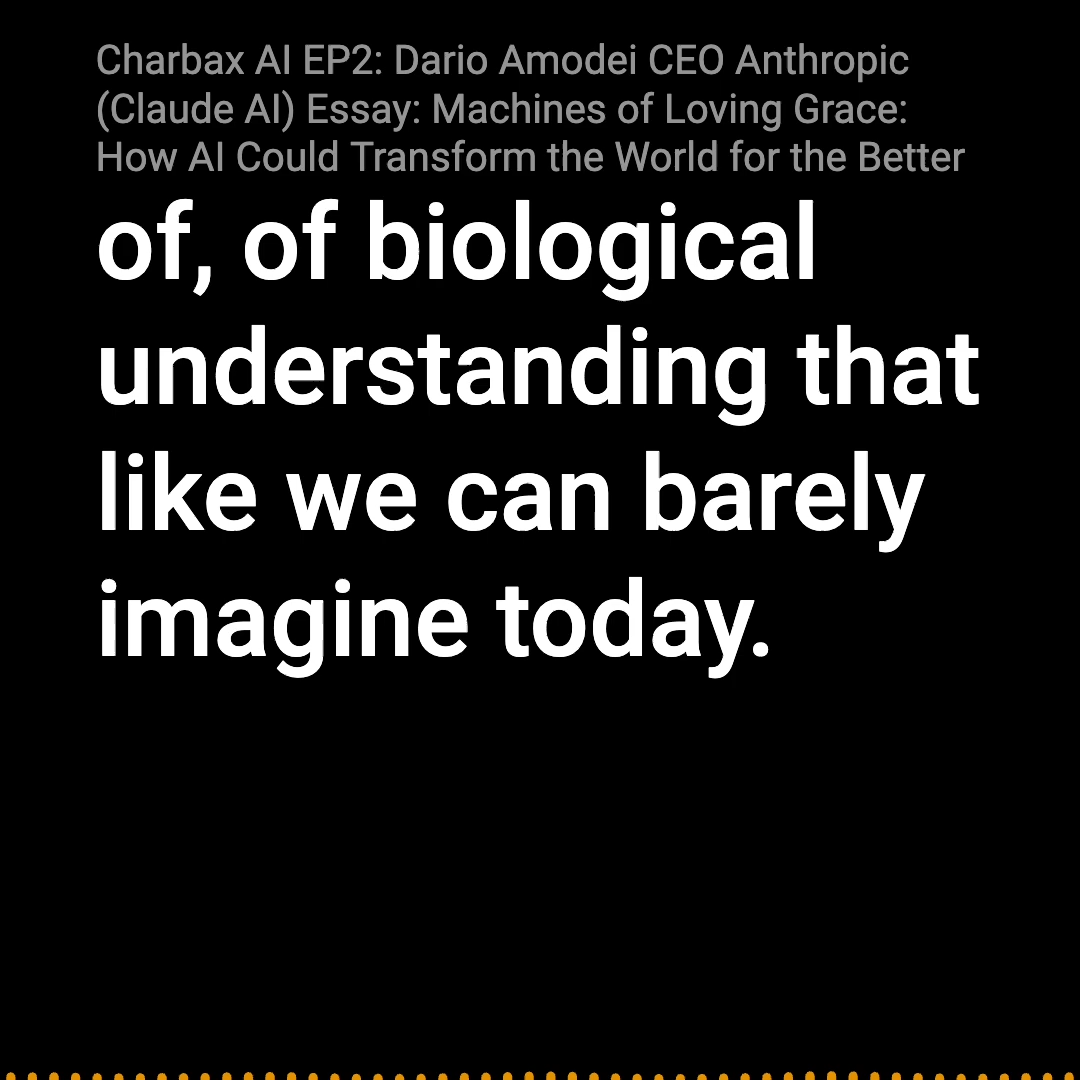 Charbax AI EP2: Dario Amodei CEO Anthropic
(Claude AI) Essay: Machines of Loving Grace:
How AI Could Transform the World for the Better
of, of biological
understanding that
like we can barely
imagine today.